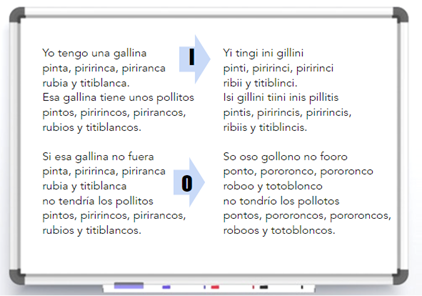 Yo tengo una gallina
pinta, piririnca, piriranca
rubia y titiblanca.
Esa gallina tiene unos pollitos
pintos, piririncos, pirirancos,
rubios y titiblancos.
I
Yi tingi ini gillini
pinti, piririnci, piririnci
ribii y titiblinci.
Isi gillini tiini inis pillitis
pintis, piririncis, piririncis,
ribiis y titiblincis.
Si esa gallina no fuera
pinta, piririnca, piriranca
rubia y titiblanca
no tendría los pollitos
pintos, piririncos, pirirancos,
rubios y titiblancos.
O
So oso gollono no fooro
ponto, pororonco, pororonco
roboo y totoblonco
no tondrío los pollotos
pontos, pororoncos, pororoncos,
roboos y totobloncos.